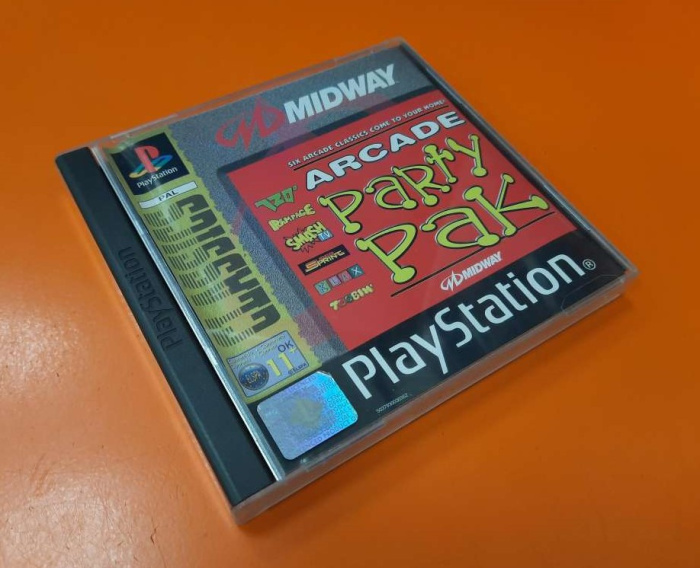 MIDWAY
SIX ARCADE CLASSICS COME TO YOUR HOME!
ARCADE
PARTY
PAK
720°
RAMPAGE
SMASH
T.V.
SPRINT
KLAX
TOOBIN'
MIDWAY
PlayStation
PAL
PlayStation®
PlayStation
OK
11+